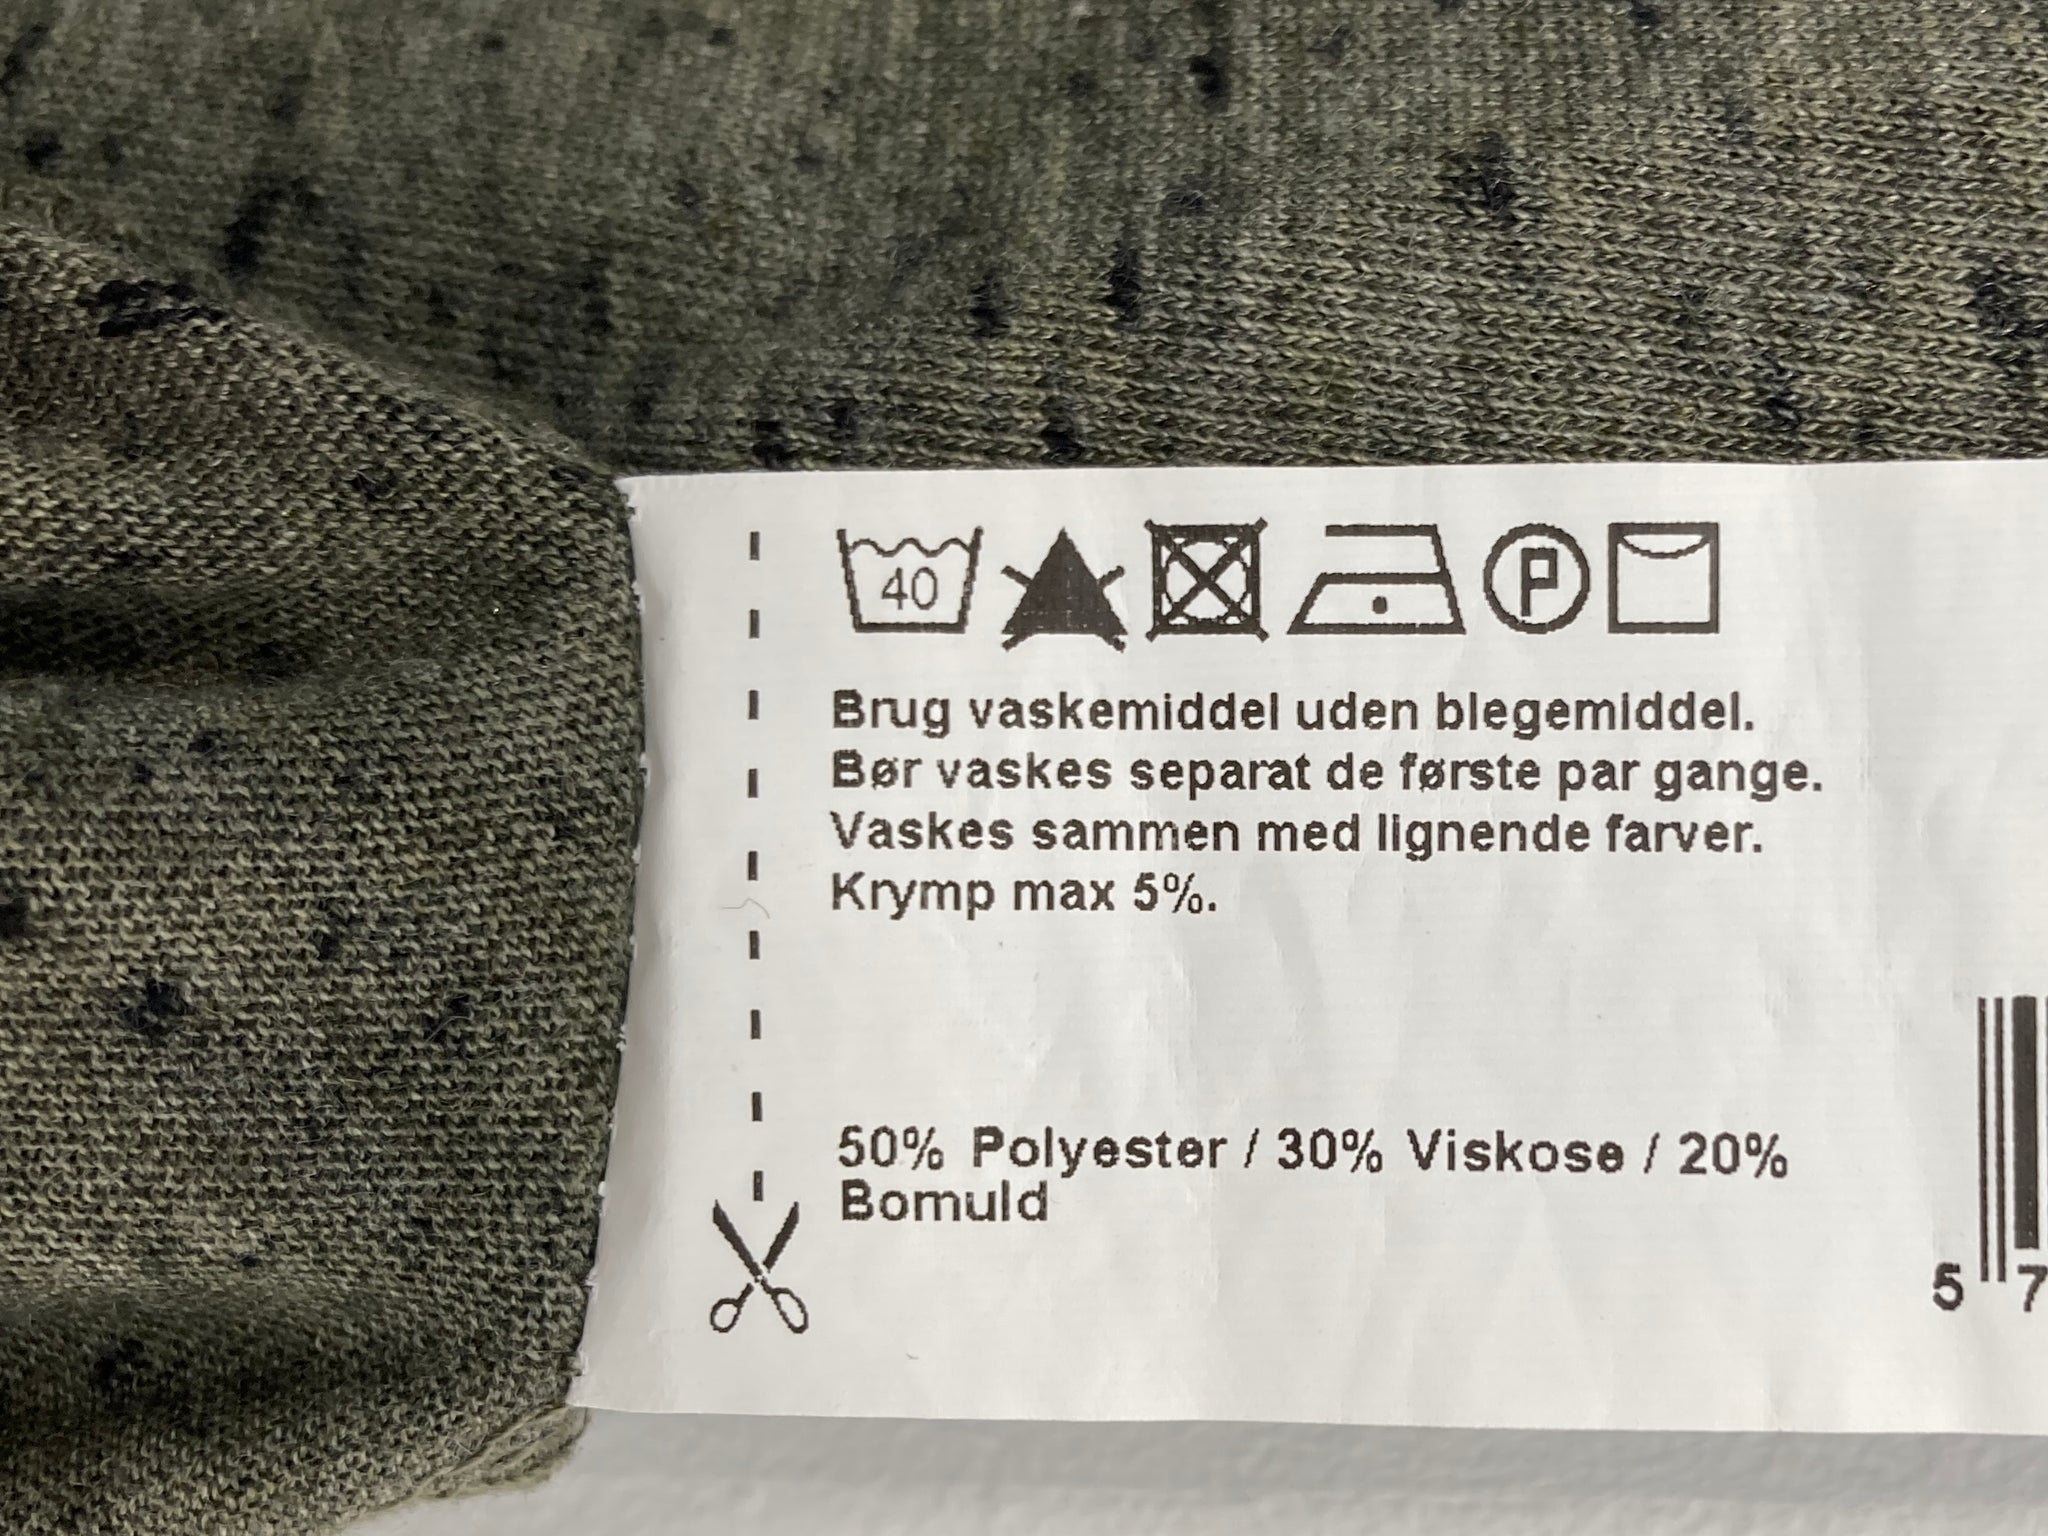 40 P
Brug vaskemiddel uden blegemiddel.
Bør vaskes separat de første par gange.
Vaskes sammen med lignende farver.
Krymp max 5%.
50% Polyester / 30% Viskose / 20%
Bomuld
5 7